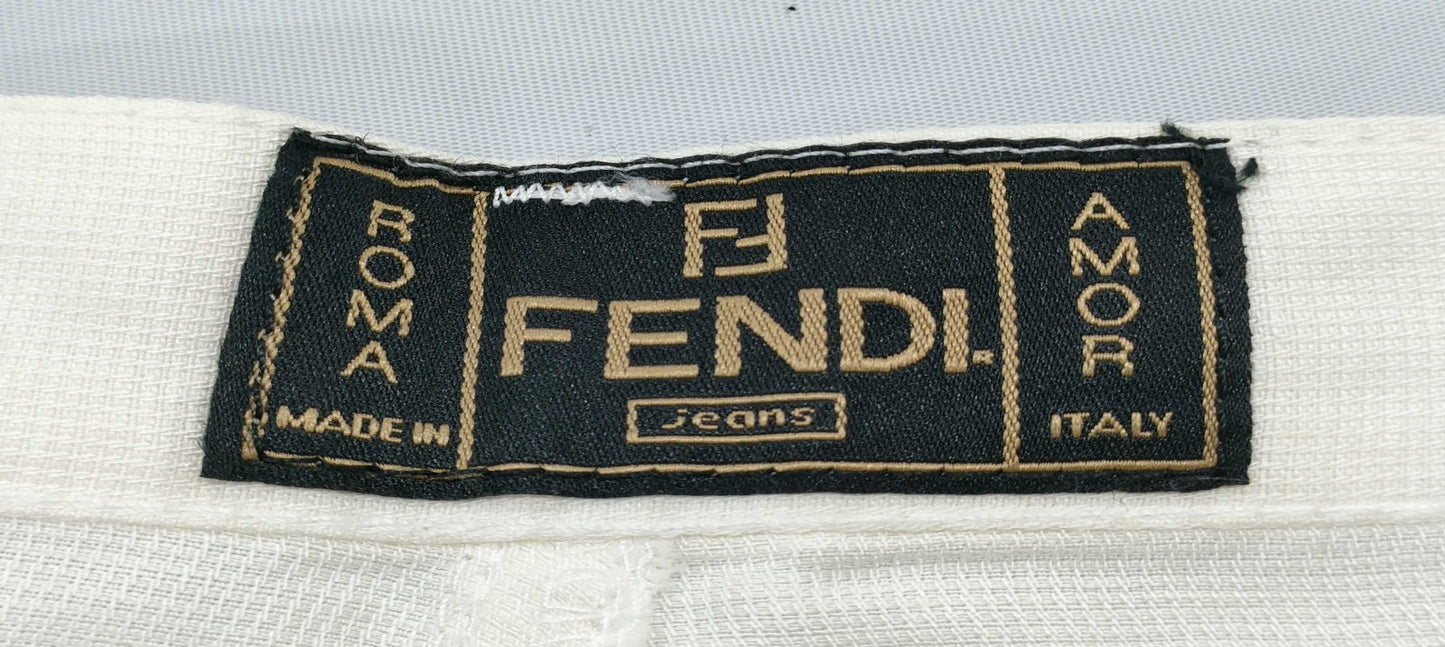 ROMA
MADE IN
FF
FENDI®
jeans
AMOR
ITALY